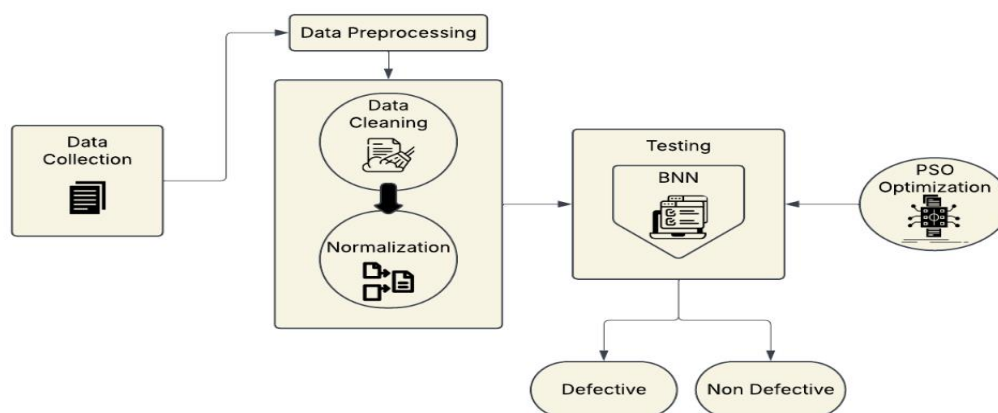 Data Preprocessing
Data
Collection
Data
Cleaning
Normalization
Testing
BNN
PSO
Optimization
Defective
Non Defective